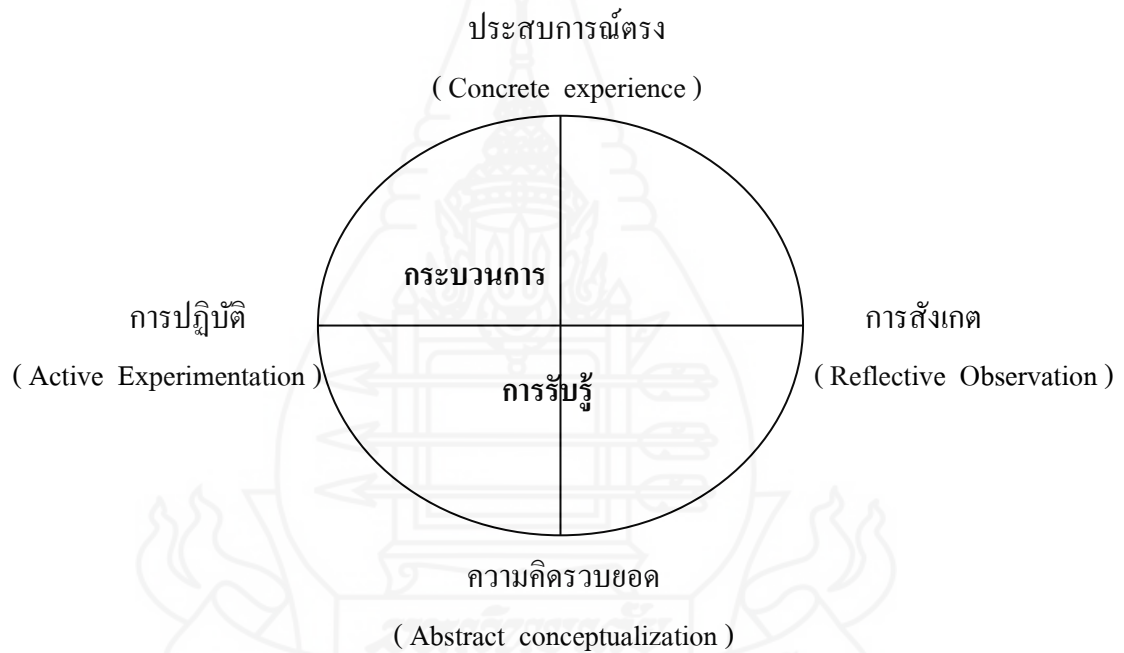 ประสบการณ์ตรง
( Concrete experience )
กระบวนการ
การปฏิบัติ
( Active Experimentation )
การสังเกต
( Reflective Observation )
การรับรู้
ความคิดรวบยอด
( Abstract conceptualization )